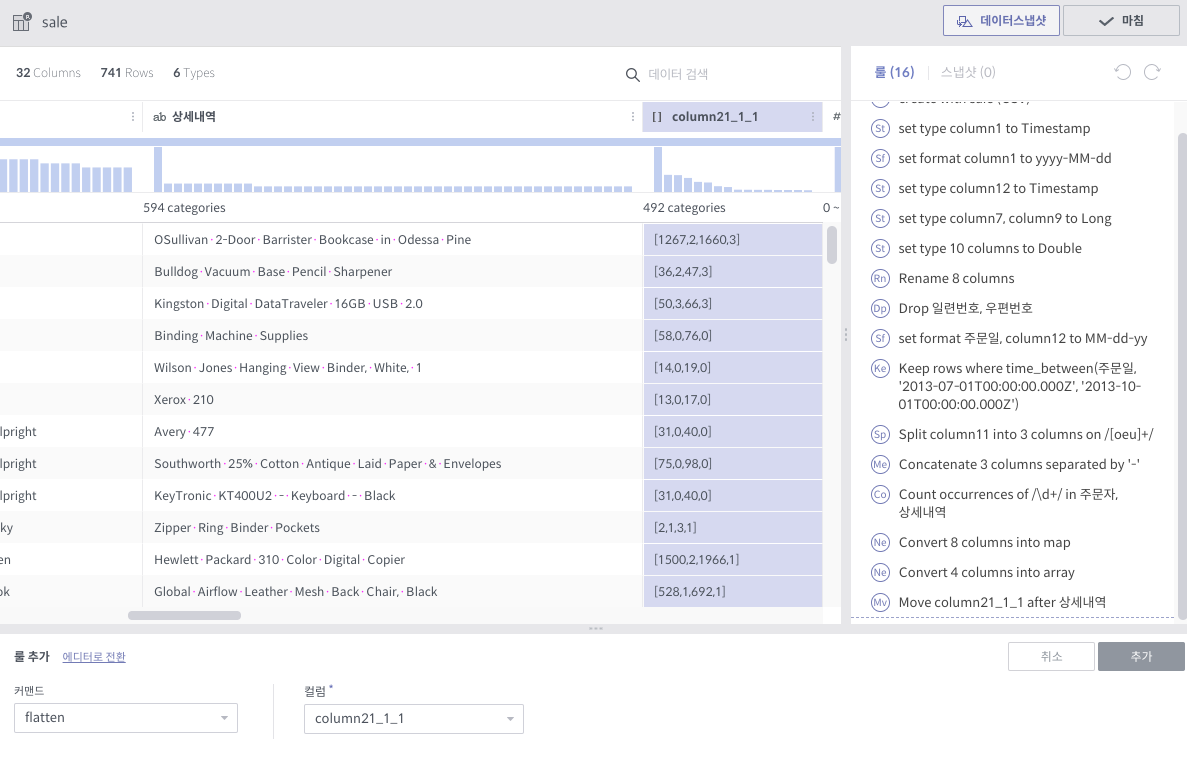 sale
데이터스냅샷
마침
32 Columns 741 Rows 6 Types
데이터 검색
룰 (16)
스냅샷 (0)
ab 상세내역
[] column21_1_1
#
594 categories
492 categories
0 ~
OSullivan·2-Door·Barrister·Bookcase·in·Odessa·Pine
[1267,2,1660,3]
Bulldog·Vacuum·Base·Pencil·Sharpener
[36,2,47,3]
Kingston·Digital·DataTraveler·16GB·USB·2.0
[50,3,66,3]
Binding·Machine·Supplies
[58,0,76,0]
Wilson·Jones·Hanging·View·Binder,·White,·1
[14,0,19,0]
Xerox·210
[13,0,17,0]
lpright
Avery·477
[31,0,40,0]
lpright
Southworth·25%·Cotton·Antique·Laid·Paper·&·Envelopes
[75,0,98,0]
lpright
KeyTronic·KT400U2·-·Keyboard·-·Black
[31,0,40,0]
ky
Zipper·Ring·Binder·Pockets
[2,1,3,1]
en
Hewlett·Packard·310·Color·Digital·Copier
[1500,2,1966,1]
ok
Global·Airflow·Leather·Mesh·Back·Chair,·Black
[528,1,692,1]
St set type column1 to Timestamp
Sf set format column1 to yyyy-MM-dd
St set type column12 to Timestamp
St set type column7, column9 to Long
St set type 10 columns to Double
Rn Rename 8 columns
Dp Drop 일련번호, 우편번호
Sf set format 주문일, column12 to MM-dd-yy
Ke Keep rows where time_between(주문일,
'2013-07-01T00:00:00.000Z', '2013-10-
01T00:00:00.000Z')
Sp Split column11 into 3 columns on /[oeu]+/
Me Concatenate 3 columns separated by '-'
Co Count occurrences of /\d+/ in 주문자,
상세내역
Ne Convert 8 columns into map
Ne Convert 4 columns into array
Mv Move column21_1_1 after 상세내역
룰 추가 에디터로 전환
취소
추가
커맨드
컬럼 *
flatten
column21_1_1